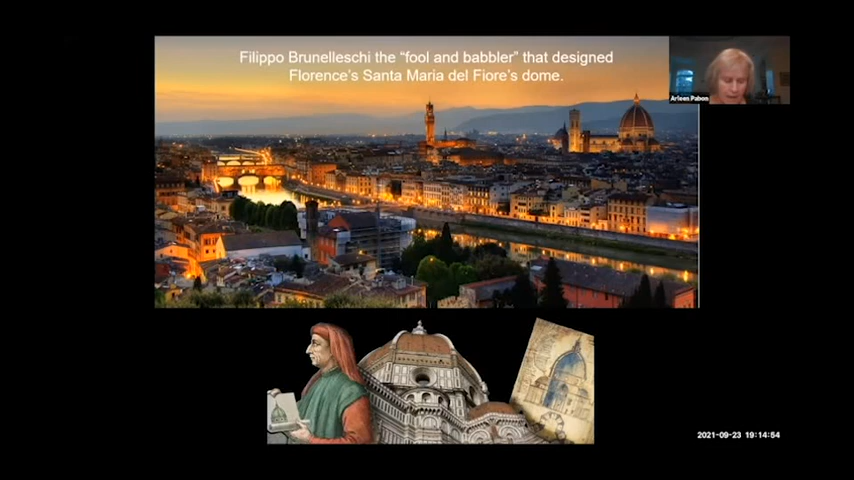 Filippo Brunelleschi the “fool and babbler” that designed
Florence’s Santa Maria del Fiore’s dome.
Arleen Pabon
2021-09-23 19:14:54